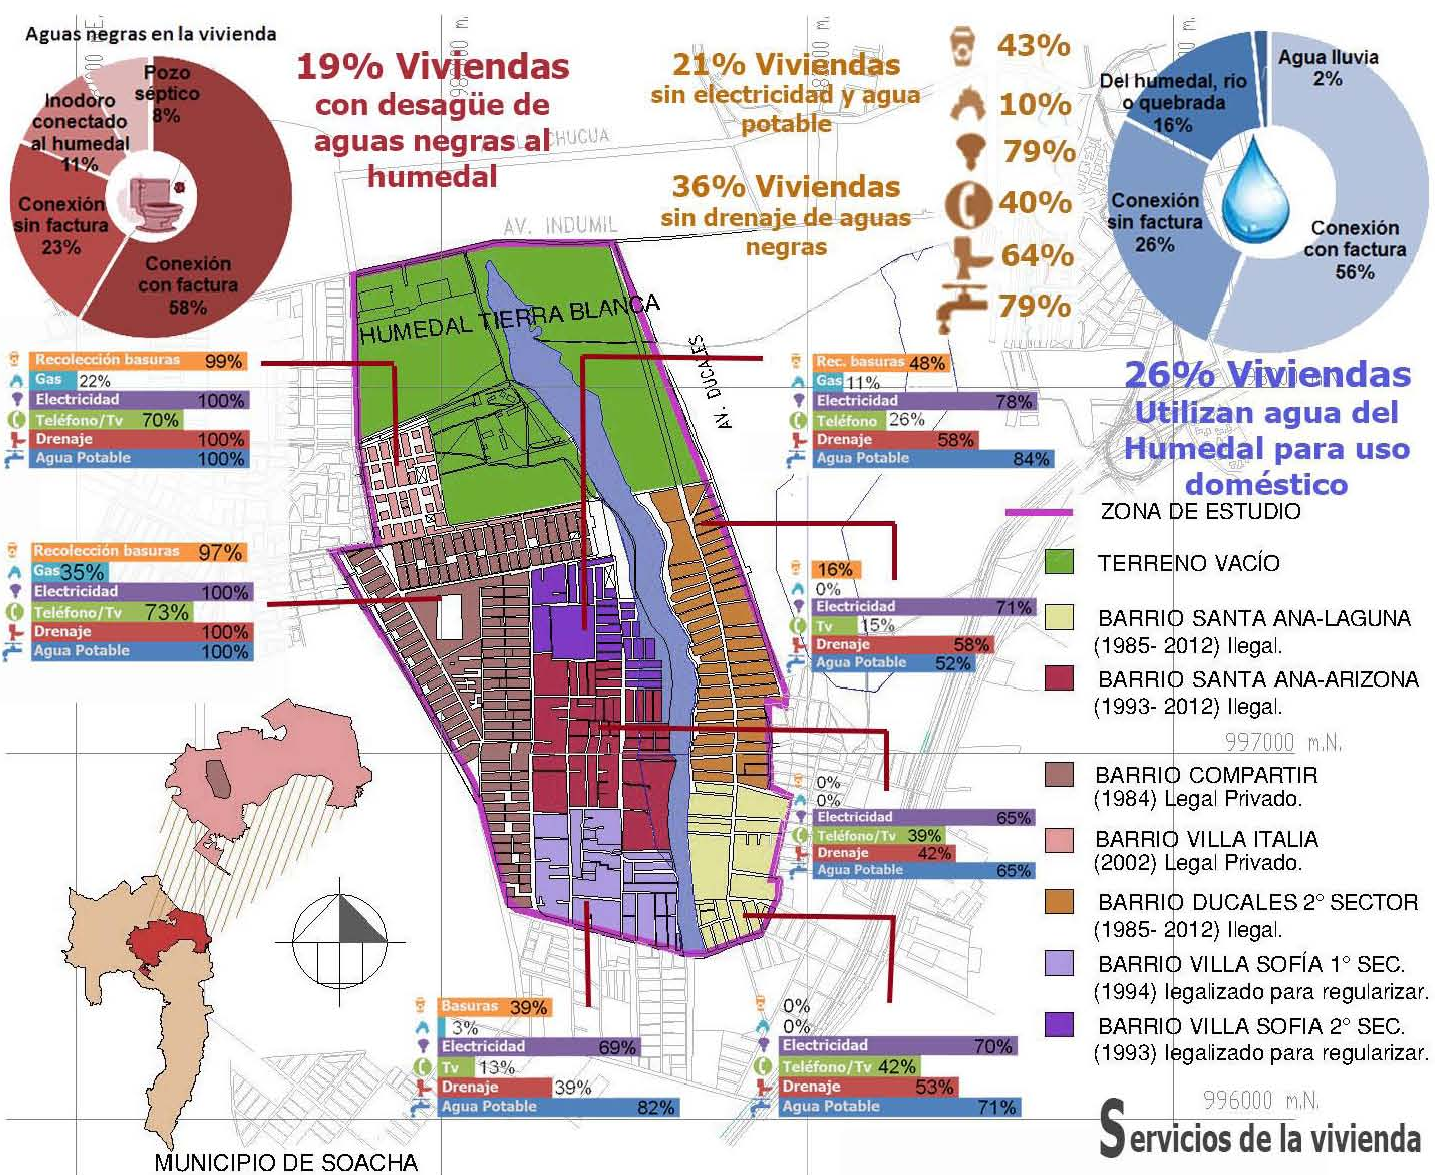 Aguas negras en la vivienda
Pozo
séptico
8%
Inodoro
conectado
al humedal
11%
Conexión
sin factura
23%
Conexión
con factura
58%
19% Viviendas
con desagüe de
aguas negras al
humedal
21% Viviendas
sin electricidad y agua
potable
36% Viviendas
sin drenaje de aguas
negras
43%
10%
79%
40%
64%
79%
Agua lluvia
2%
Del humedal, río
o quebrada
16%
Conexión
sin factura
26%
Conexión
con factura
56%
26% Viviendas
Utilizan agua del
Humedal para uso
doméstico
CHUCUA
AV. INDUMIL
HUMEDAL TIERRA BLANCA
AV. DUCALES
Recolección basuras 99%
Gas 22%
Electricidad 100%
Teléfono/Tv 70%
Drenaje 100%
Agua Potable 100%
Rec. basuras 48%
Gas 11%
Electricidad 78%
Teléfono 26%
Drenaje 58%
Agua Potable 84%
Recolección basuras 97%
Gas 35%
Electricidad 100%
Teléfono/Tv 73%
Drenaje 100%
Agua Potable 100%
16%
0%
Electricidad 71%
Tv 15%
Drenaje 58%
Agua Potable 52%
0%
0%
Electricidad 65%
Teléfono/Tv 39%
Drenaje 42%
Agua Potable 65%
Basuras 39%
3%
Electricidad 69%
Tv 13%
Drenaje 39%
Agua Potable 82%
0%
0%
Electricidad 70%
Teléfono/Tv 42%
Drenaje 53%
Agua Potable 71%
ZONA DE ESTUDIO
TERRENO VACÍO
BARRIO SANTA ANA-LAGUNA
(1985- 2012) Ilegal.
BARRIO SANTA ANA-ARIZONA
(1993- 2012) Ilegal.
997000 m.N.
BARRIO COMPARTIR
(1984) Legal Privado.
BARRIO VILLA ITALIA
(2002) Legal Privado.
BARRIO DUCALES 2° SECTOR
(1985- 2012) Ilegal.
BARRIO VILLA SOFÍA 1° SEC.
(1994) legalizado para regularizar.
BARRIO VILLA SOFIA 2° SEC.
(1993) legalizado para regularizar.
996000 m.N.
Servicios de la vivienda
MUNICIPIO DE SOACHA